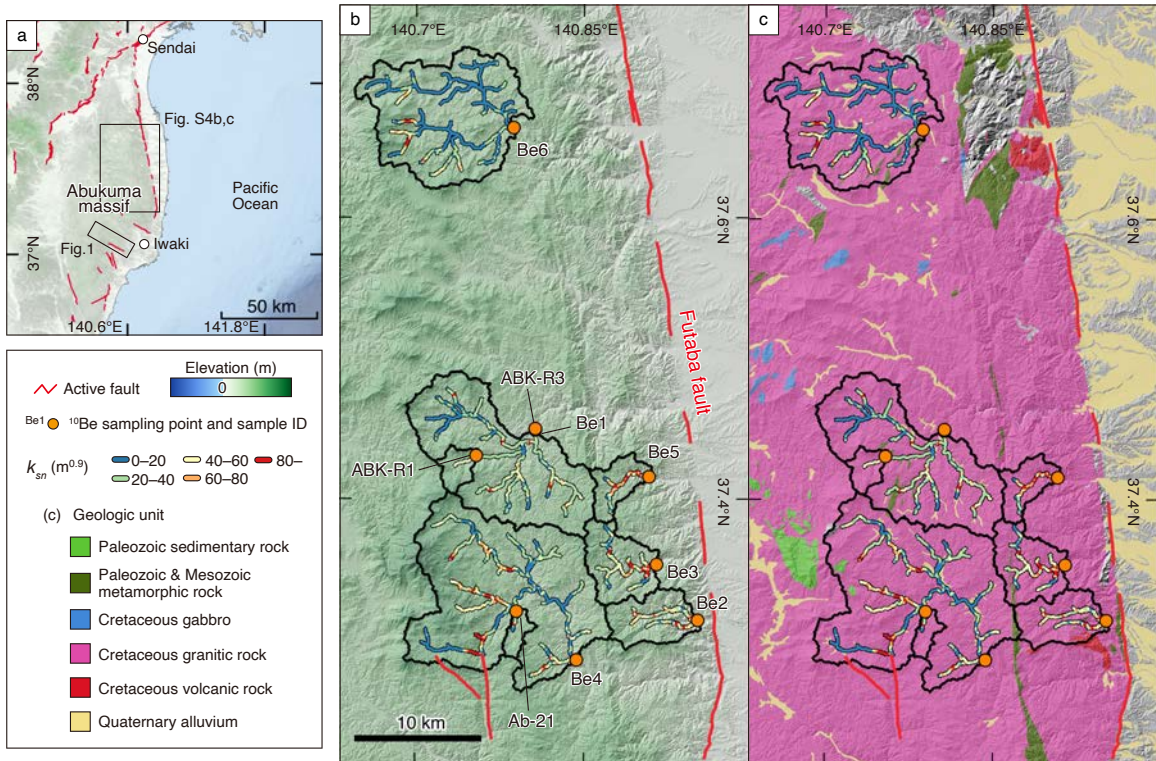 a
Sendai
38°N
Fig. S4b,c
Abukuma
massif
Pacific
Ocean
Fig.1
Iwaki
37°N
50 km
140.6°E
141.8°E
Active fault
Elevation (m)
0
Be1
10Be sampling point and sample ID
ksn (m0.9)
0–20
40–60
80–
20–40
60–80
(c) Geologic unit
Paleozoic sedimentary rock
Paleozoic & Mesozoic
metamorphic rock
Cretaceous gabbro
Cretaceous granitic rock
Cretaceous volcanic rock
Quaternary alluvium
b
140.7°E
140.85°E
Be6
37.6°N
Futaba fault
ABK-R3
Be1
ABK-R1
Be5
37.4°N
Be3
Be2
Be4
Ab-21
10 km
c
140.7°E
140.85°E
37.6°N
37.4°N